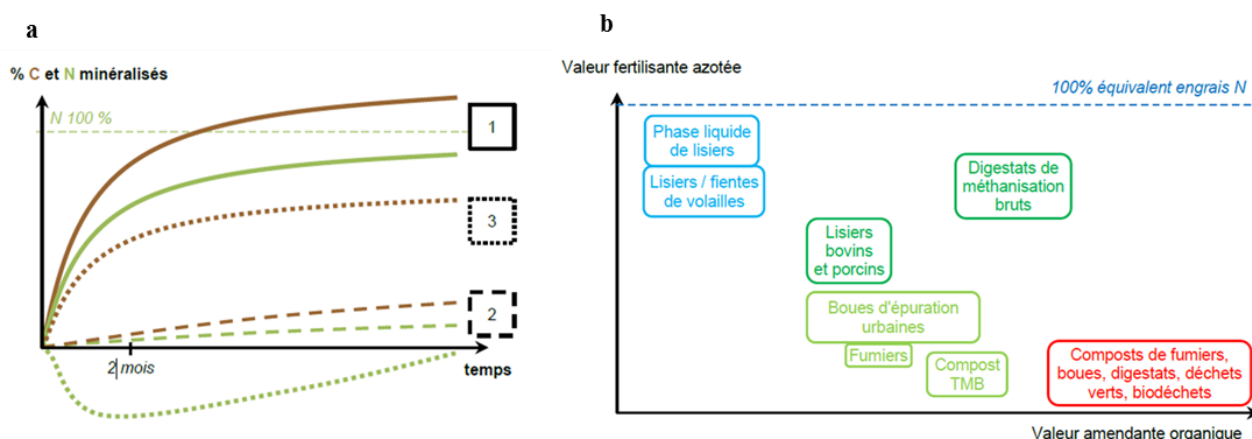 a
% C et N minéralisés
N 100 %
1
3
2
2 mois
temps
b
Valeur fertilisante azotée
100% équivalent engrais N
Phase liquide
de lisiers
Lisiers / fientes
de volailles
Digestats de
méthanisation
bruts
Lisiers
bovins
et porcins
Boues d'épuration
urbaines
Fumiers
Compost
TMB
Composts de fumiers,
boues, digestats, déchets
verts, biodéchets
Valeur amendante organique